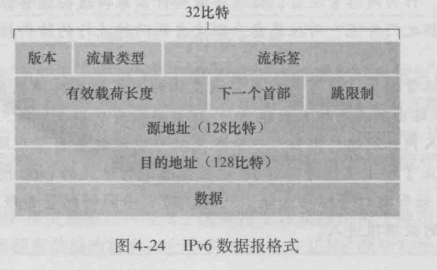 32比特
版本 流量类型 流标签
有效载荷长度 下一个首部 跳限制
源地址（128比特）
目的地址（128比特）
数据
图 4-24 IPv6 数据报格式